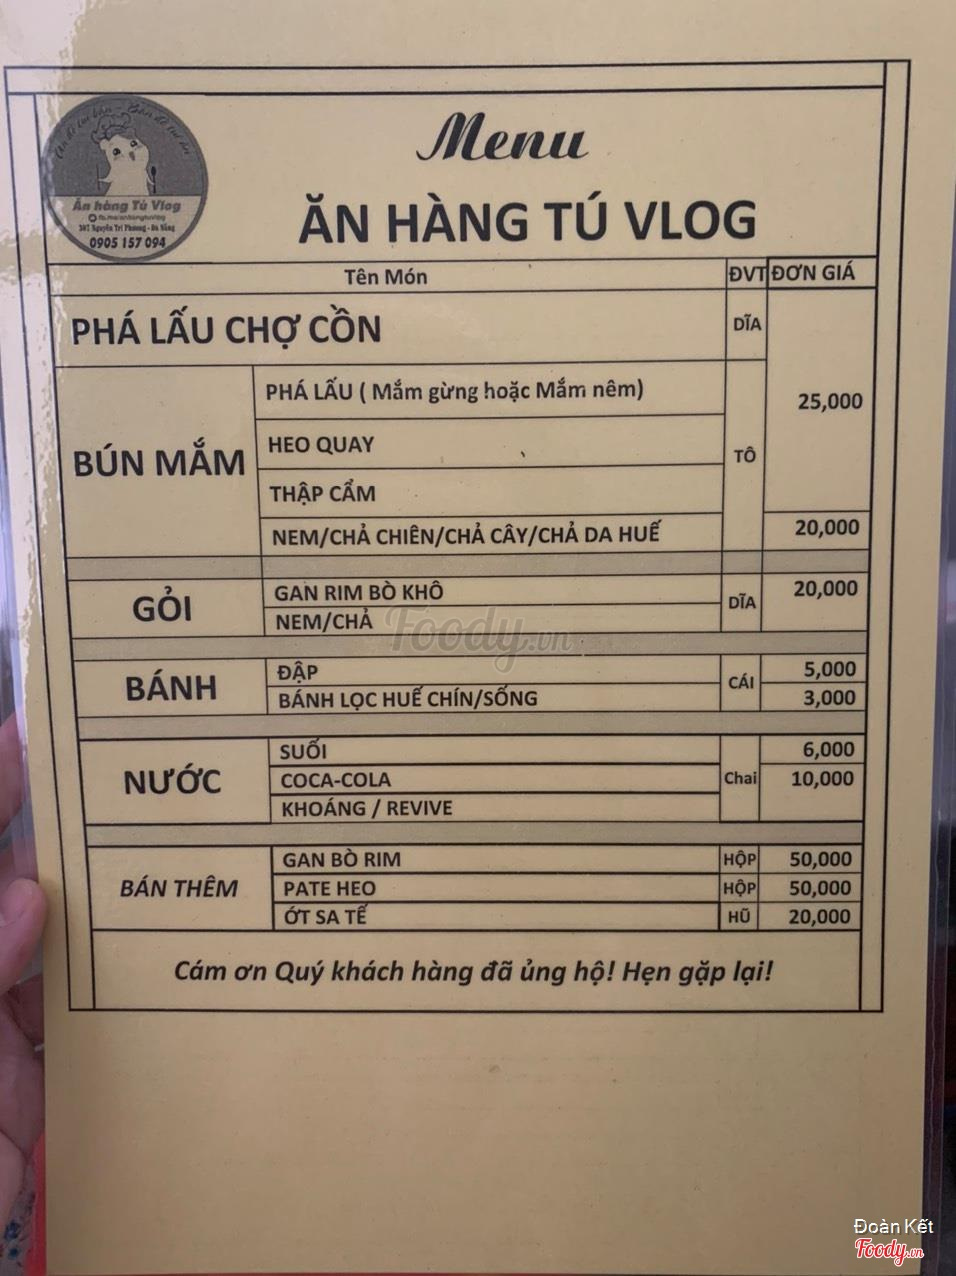 Ăn hàng Tú Vlog
307 Nguyễn Tri Phương - Đà Nẵng
0905 157 094
Menu
ĂN HÀNG TÚ VLOG
Tên Món ĐVT ĐƠN GIÁ
PHÁ LẤU CHỢ CỒN DĨA
BÚN MẮM
PHÁ LẤU ( Mắm gừng hoặc Mắm nêm) 25,000
HEO QUAY TÔ
THẬP CẨM
NEM/CHẢ CHIÊN/CHẢ CÂY/CHẢ DA HUẾ 20,000
GỎI
GAN RIM BÒ KHÔ DĨA 20,000
NEM/CHẢ
Foody.vn
BÁNH
ĐẬP CÁI 5,000
BÁNH LỌC HUẾ CHÍN/SỐNG 3,000
NƯỚC
SUỐI 6,000
COCA-COLA Chai 10,000
KHOÁNG / REVIVE
BÁN THÊM
GAN BÒ RIM HỘP 50,000
PATE HEO HỘP 50,000
ỚT SA TẾ HŨ 20,000
Cám ơn Quý khách hàng đã ủng hộ! Hẹn gặp lại!
Đoàn Kết
Foody.vn